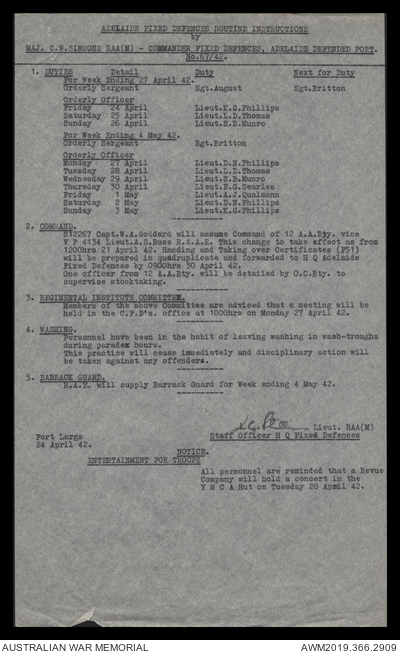 ADELAIDE FIXED DEFENCES ROUTINE INSTRUCTIONS
by
MAJ. C.W.SIMMONS RAA(M) - COMMANDER FIXED DEFENCES, ADELAIDE DEFENDED PORT.
No.67/42.
1. DUTIES Detail Duty Next for Duty
For Week Ending 27 April 42.
Orderly Sergeant Sgt.August Sgt.Britton
Orderly Officer
Friday 24 April Lieut.K.G.Phillips
Saturday 25 April Lieut.L.D.Thomas
Sunday 26 April Lieut.S.B.Munro
For Week Ending 4 May 42.
Orderly Sergeant Sgt.Britton
Orderly Officer
Monday 27 April Lieut.D.N.Phillips
Tuesday 28 April Lieut.L.D.Thomas
Wednesday 29 April Lieut.S.B.Munro
Thursday 30 April Lieut.H.G.Searles
Friday 1 May Lieut.A.J.Qualmann
Saturday 2 May Lieut.D.N.Phillips
Sunday 3 May Lieut.K.G.Phillips
2. COMMAND.
Capt.W.A.Goddard will assume Command of 12 A.A.Bty. vice
V P 4134 Lieut.A.S.Ross R.A.A.R. This change to take effect as from
1200hrs 21 April 42. Handing and Taking over Certificates (P51)
will be prepared in quadruplicate and forwarded to H Q Adelaide
Fixed Defences by 0900hrs 30 April 42.
One officer from 12 A.A.Bty. will be detailed by O.C.Bty. to
supervise stocktaking.
3. REGIMENTAL INSTITUTE COMMITTEE.
Members of the above Committee are advised that a meeting will be
held in the C.F.D's. office at 1000hrs on Monday 27 April 42.
4. WASHING.
Personnel have been in the habit of leaving washing in wash-troughs
during parade hours.
This practice will cease immediately and disciplinary action will
be taken against any offenders.
5. BARRACK GUARD.
R.A.E. will supply Barrack Guard for Week ending 4 May 42.
Lieut. RAA(M)
Staff Officer H Q Fixed Defences
Fort Largs
24 April 42.
NOTICE.
ENTERTAINMENT FOR TROOPS
All personnel are reminded that a Revue
Company will hold a concert in the
Y M C A Hut on Tuesday 28 April 42.
AUSTRALIAN WAR MEMORIAL
AWM2019.366.2909